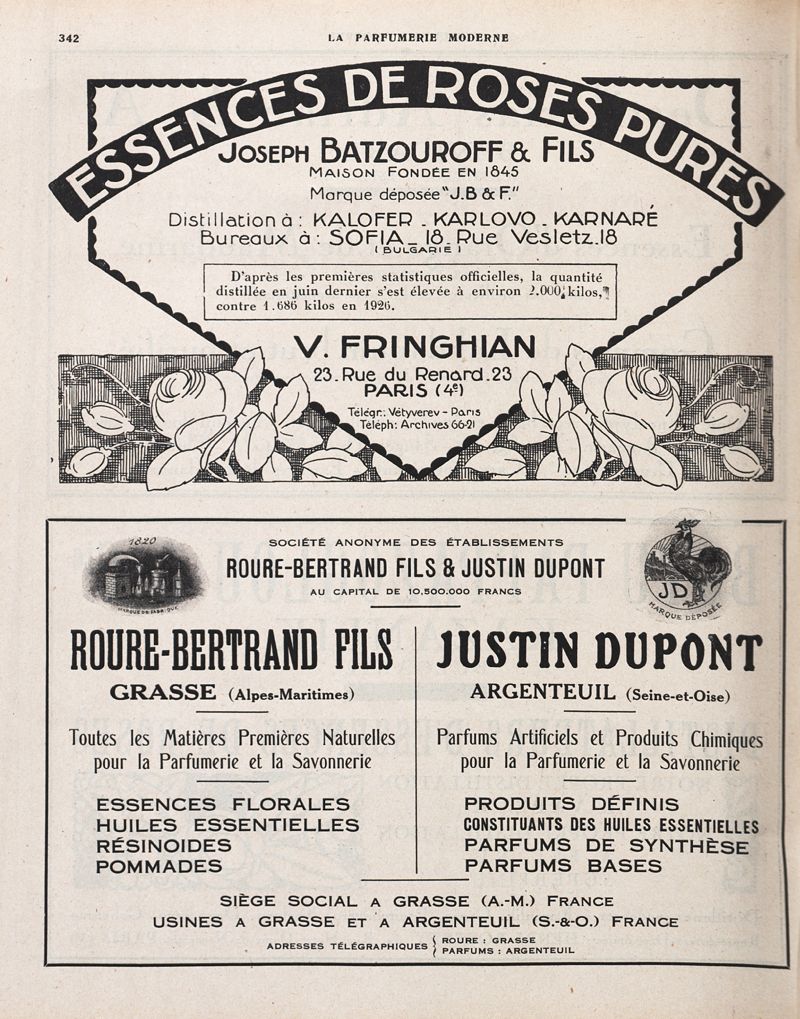 342
LA PARFUMERIE MODERNE
ESSENCES DE ROSES PURES
JOSEPH BATZOUROFF & FILS
MAISON FONDÉE EN 1845
Marque déposée "J.B & F."
Distillation à : KALOFER _ KARLOVO _ KARNARÉ
Bureaux à : SOFIA _ 18_ Rue Vesletz_18
( BULGARIE )
D'après les premières statistiques officielles, la quantité
distillée en juin dernier s'est élevée à environ 2.000 kilos,
contre 1.686 kilos en 1926.
V. FRINGHIAN
23_Rue du Renard_23
PARIS (4e)
Télégr.: Vétyverev - Paris
Téléph: Archives 66-21
1820
MARQUE DE FABRIQUE
SOCIÉTÉ ANONYME DES ÉTABLISSEMENTS
ROURE-BERTRAND FILS & JUSTIN DUPONT
AU CAPITAL DE 10.500.000 FRANCS
JD
MARQUE DÉPOSÉE
ROURE-BERTRAND FILS
GRASSE (Alpes-Maritimes)
Toutes les Matières Premières Naturelles
pour la Parfumerie et la Savonnerie
ESSENCES FLORALES
HUILES ESSENTIELLES
RÉSINOIDES
POMMADES
JUSTIN DUPONT
ARGENTEUIL (Seine-et-Oise)
Parfums Artificiels et Produits Chimiques
pour la Parfumerie et la Savonnerie
PRODUITS DÉFINIS
CONSTITUANTS DES HUILES ESSENTIELLES
PARFUMS DE SYNTHÈSE
PARFUMS BASES
SIÈGE SOCIAL A GRASSE (A.-M.) FRANCE
USINES A GRASSE ET A ARGENTEUIL (S.-&-O.) FRANCE
ADRESSES TÉLÉGRAPHIQUES { ROURE : GRASSE
PARFUMS : ARGENTEUIL